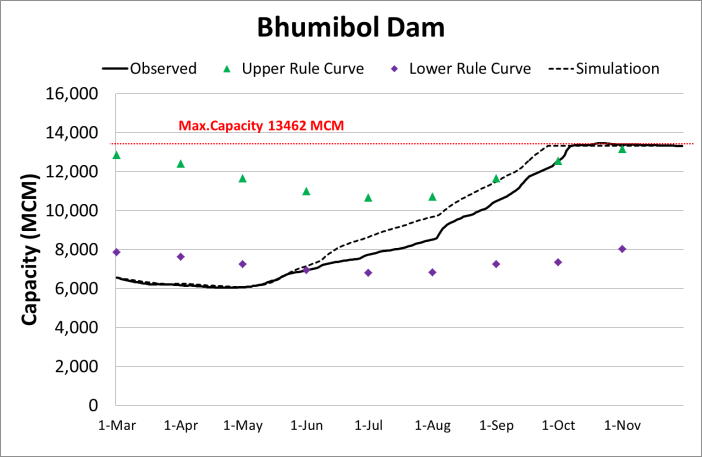 Bhumibol Dam
Observed Upper Rule Curve Lower Rule Curve Simulatioon
16,000
Max.Capacity 13462 MCM
14,000
12,000
10,000
8,000
6,000
4,000
2,000
0
Capacity (MCM)
1-Mar 1-Apr 1-May 1-Jun 1-Jul 1-Aug 1-Sep 1-Oct 1-Nov